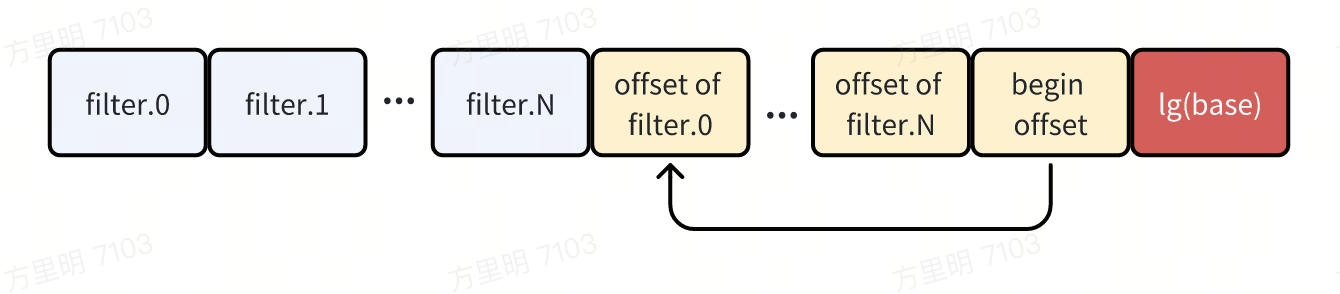 方里明 7103
方里明 7103
方里明 7103
filter.0
filter.1
...
filter.N
offset of
filter.0
...
offset of
filter.N
begin
offset
lg(base)
方里明 7103
方里明 7103
方里明 7103